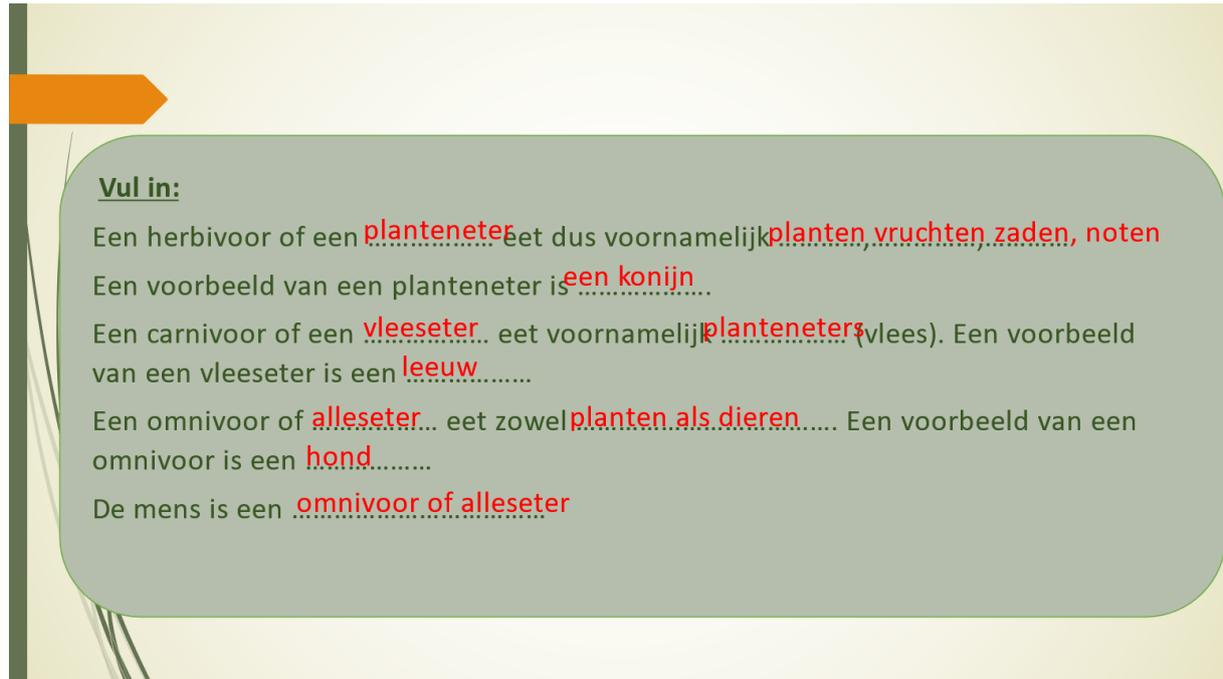 Vul in:
Een herbivoor of een planteneter eet dus voornamelijk planten, vruchten, zaden, noten
Een voorbeeld van een planteneter is een konijn.
Een carnivoor of een vleeseter eet voornamelijk planteneters (vlees). Een voorbeeld
van een vleeseter is een leeuw
Een omnivoor of alleseter eet zowel planten als dieren. Een voorbeeld van een
omnivoor is een hond
De mens is een omnivoor of alleseter